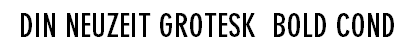 DIN NEUZEIT GROTESK  BOLD COND